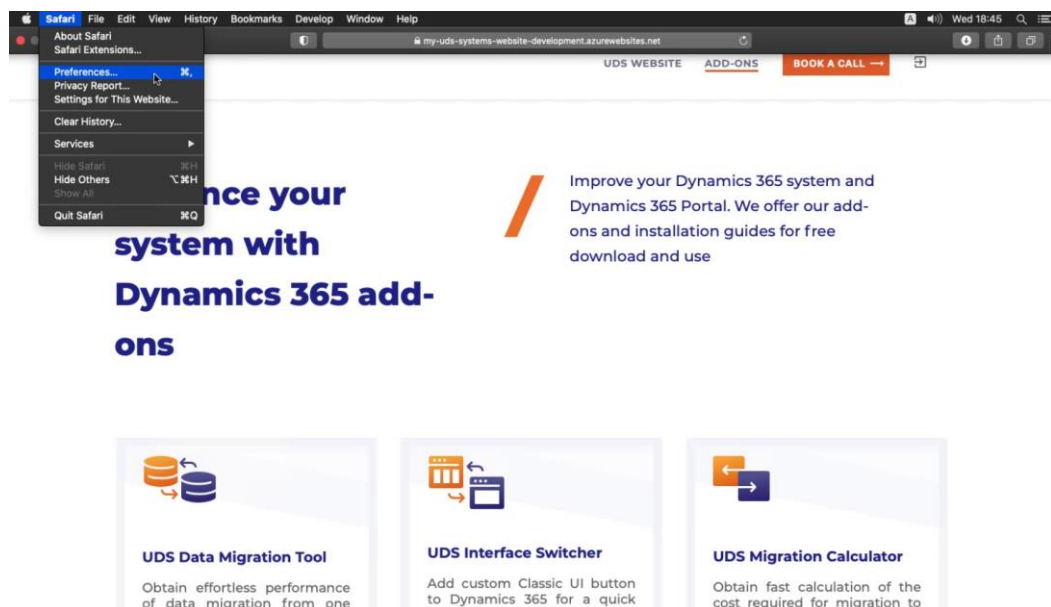 Safari File Edit View History Bookmarks Develop Window Help
A Wed 18:45
About Safari
Safari Extensions...
Preferences... ⌘,
Privacy Report...
Settings for This Website...
Clear History...
Services
Hide Safari ⌘H
Hide Others ⌥⌘H
Show All
Quit Safari ⌘Q
my-uds-systems-website-development.azurewebsites.net
UDS WEBSITE ADD-ONS BOOK A CALL →
nce your
system with
Dynamics 365 add-
ons
Improve your Dynamics 365 system and
Dynamics 365 Portal. We offer our add-
ons and installation guides for free
download and use
UDS Data Migration Tool
Obtain effortless performance
of data migration from one
UDS Interface Switcher
Add custom Classic UI button
to Dynamics 365 for a quick
UDS Migration Calculator
Obtain fast calculation of the
cost required for migration to